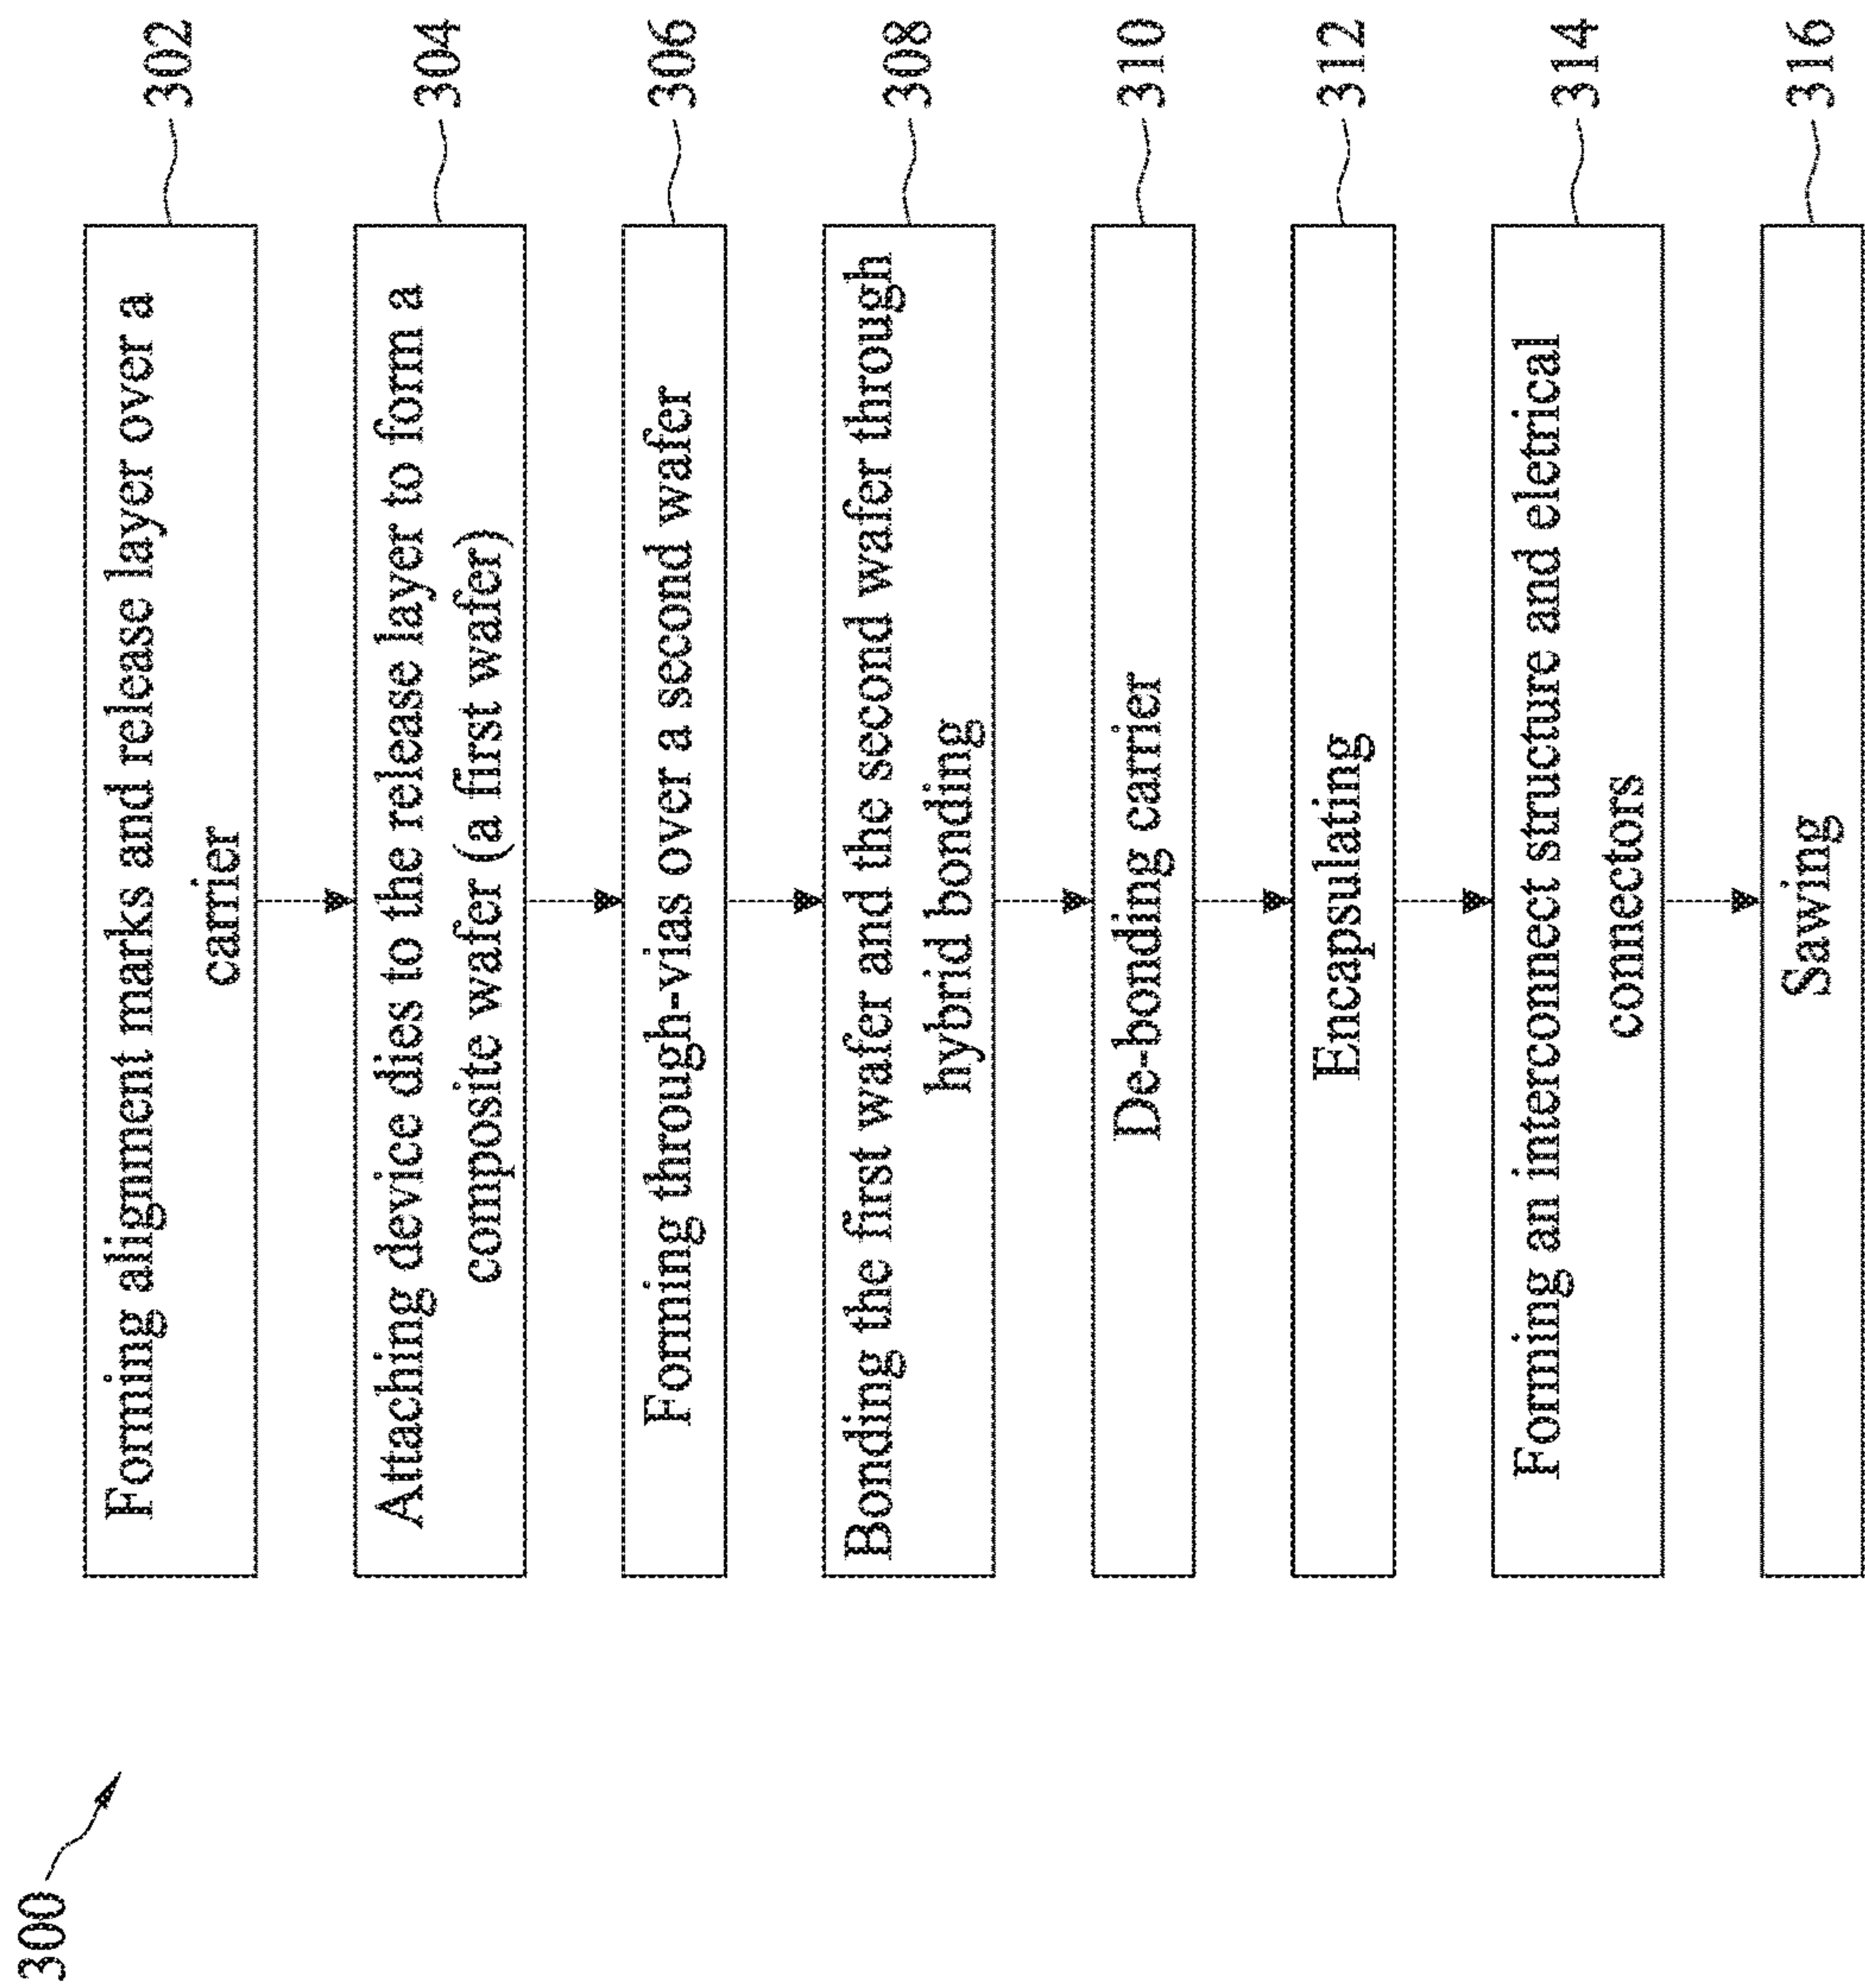 300
Forming alignment marks and release layer over a
carrier
302
Attaching device dies to the release layer to form a
composite wafer (a first wafer)
304
Forming through-vias over a second wafer
306
Bonding the first wafer and the second wafer through
hybrid bonding
308
De-bonding carrier
310
Encapsulating
312
Forming an interconnect structure and eletrical
connectors
314
Sawing
316